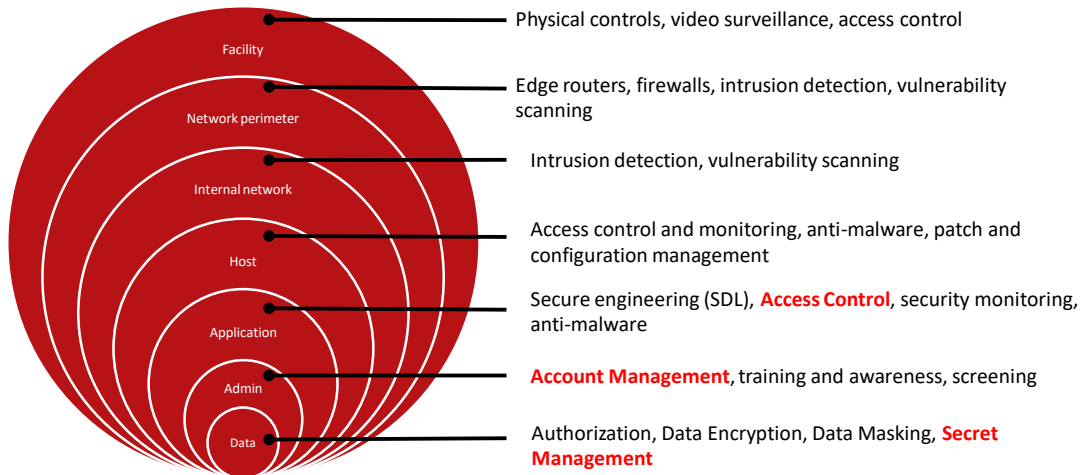 Physical controls, video surveillance, access control
Facility
Edge routers, firewalls, intrusion detection, vulnerability
scanning
Network perimeter
Intrusion detection, vulnerability scanning
Internal network
Access control and monitoring, anti-malware, patch and
configuration management
Host
Secure engineering (SDL), Access Control, security monitoring,
anti-malware
Application
Account Management, training and awareness, screening
Admin
Authorization, Data Encryption, Data Masking, Secret
Management
Data